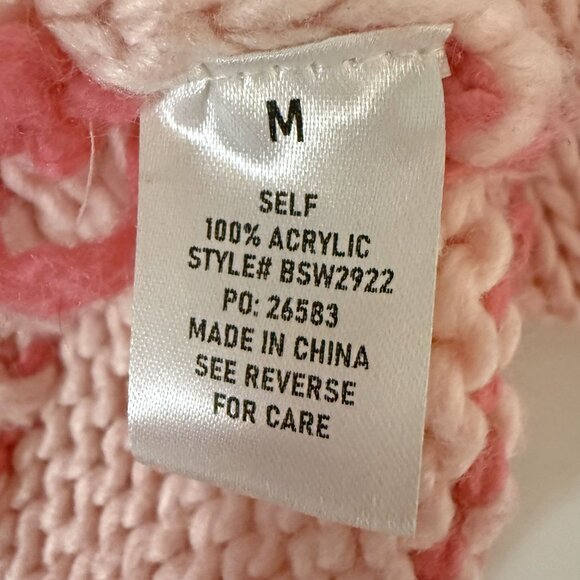 M
SELF
100% ACRYLIC
STYLE# BSW2922
PO: 26583
MADE IN CHINA
SEE REVERSE
FOR CARE